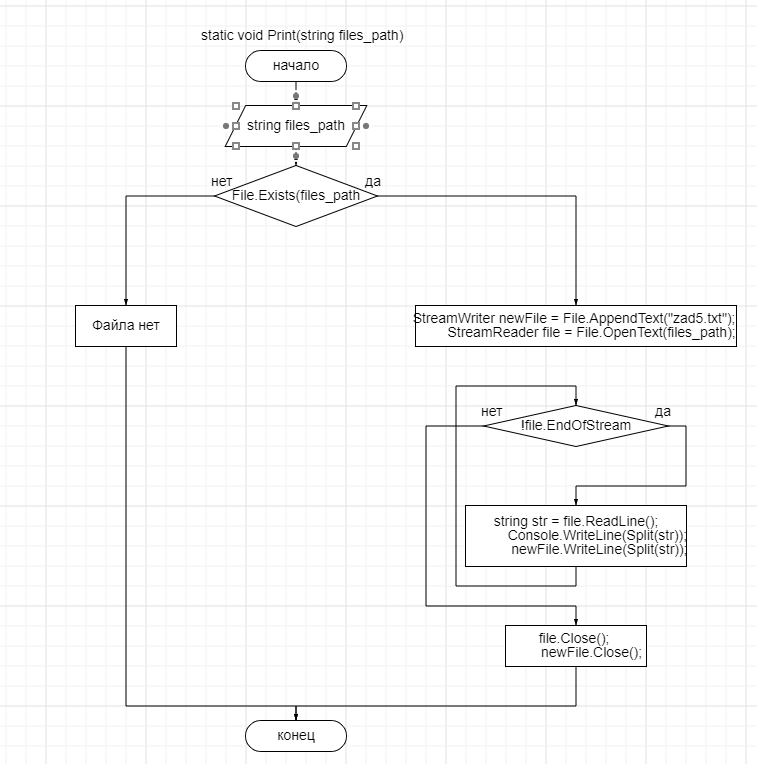 static void Print(string files_path)
начало
string files_path
нет
да
File.Exists(files_path
Файла нет
StreamWriter newFile = File.AppendText("zad5.txt");
StreamReader file = File.OpenText(files_path);
нет
да
!file.EndOfStream
string str = file.ReadLine();
Console.WriteLine(Split(str));
newFile.WriteLine(Split(str));
file.Close();
newFile.Close();
конец